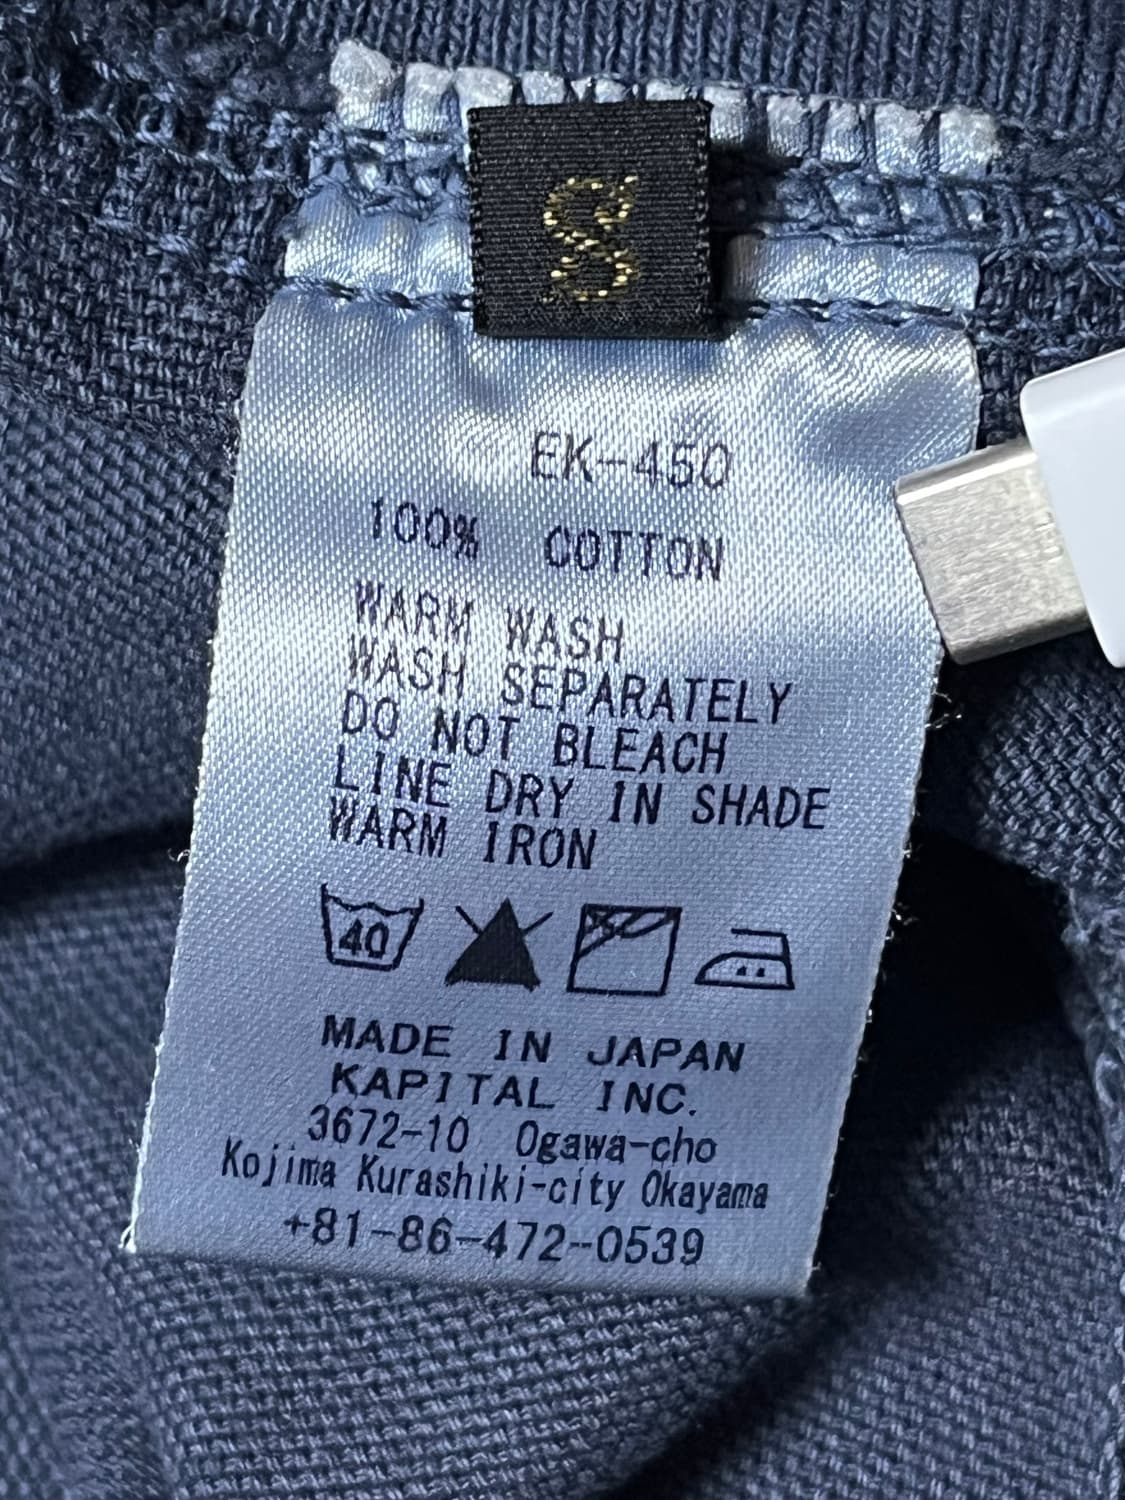 S
EK-450
100% COTTON
WARM WASH
WASH SEPARATELY
DO NOT BLEACH
LINE DRY IN SHADE
WARM IRON
40
MADE IN JAPAN
KAPITAL INC.
3672-10 Ogawa-cho
Kojima Kurashiki-city Okayama
+81-86-472-0539